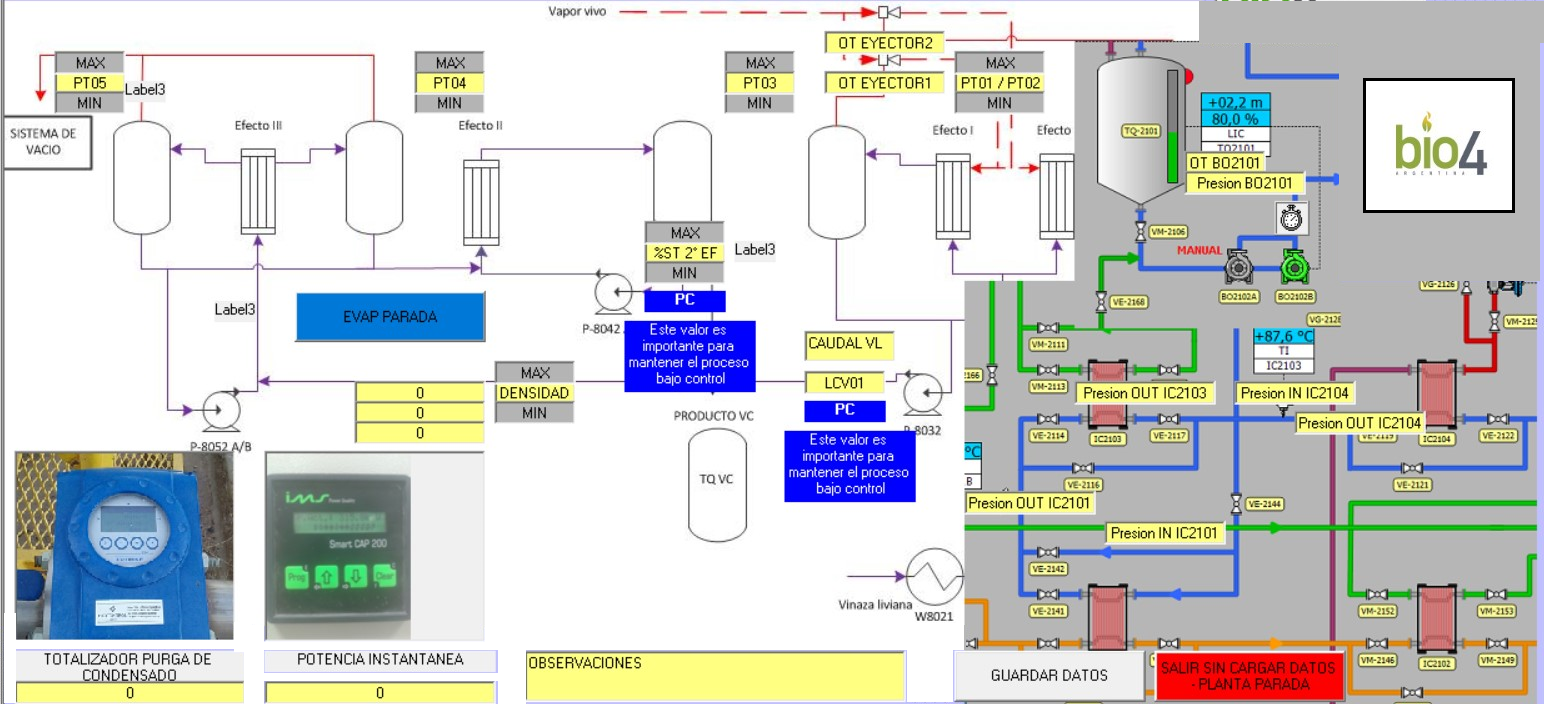 Vapor vivo
MAX
PT05
MIN
Label3
MAX
PT04
MIN
MAX
PT03
MIN
OT EYECTOR2
OT EYECTOR1
MAX
PT01 / PT02
MIN
SISTEMA DE
VACIO
Efecto III
Efecto II
Efecto I
Efecto
+02,2 m
80,0 %
LIC
TQ2101
TQ-2101
OT BO2101
Presion BO2101
bio4
ARGENTINA
VM-2106
MANUAL
BO2102A
BO2102B
MAX
%ST 2° EF
MIN
Label3
PC
Este valor es
importante para
mantener el proceso
bajo control
Label3
EVAP PARADA
P-8042
VE-2168
VG-2126
VG-2128
VM-2129
VM-2111
+87,6 °C
TI
IC2103
CAUDAL VL
MAX
DENSIDAD
MIN
0
0
0
LCV01
PC
Este valor es
importante para
mantener el proceso
bajo control
P-8032
2166
VM-2113
Presion OUT IC2103
Presion IN IC2104
Presion OUT IC2104
VE-2114
IC2103
VE-2117
VE-2119
IC2104
VE-2122
P-8052 A/B
PRODUCTO VC
TQ VC
°C
B
VE-2116
VE-2121
Presion OUT IC2101
VE-2144
Presion IN IC2101
ims
Smart CAP 200
Prog
Clear
VE-2142
VE-2141
Vinaza liviana
W8021
VM-2152
VM-2153
VM-2146
IC2102
VM-2149
TOTALIZADOR PURGA DE
CONDENSADO
0
POTENCIA INSTANTANEA
0
OBSERVACIONES
GUARDAR DATOS
SALIR SIN CARGAR DATOS
- PLANTA PARADA